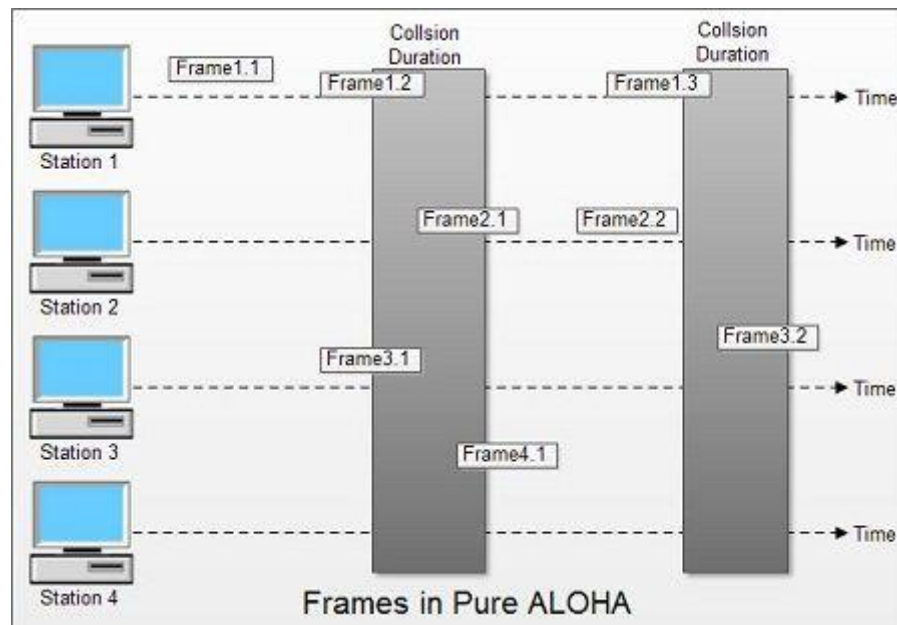 Collsion
Duration
Collsion
Duration
Frame1.1
Frame1.2
Frame1.3
Time
Station 1
Frame2.1
Frame2.2
Time
Station 2
Frame3.1
Frame3.2
Time
Station 3
Frame4.1
Time
Station 4
Frames in Pure ALOHA